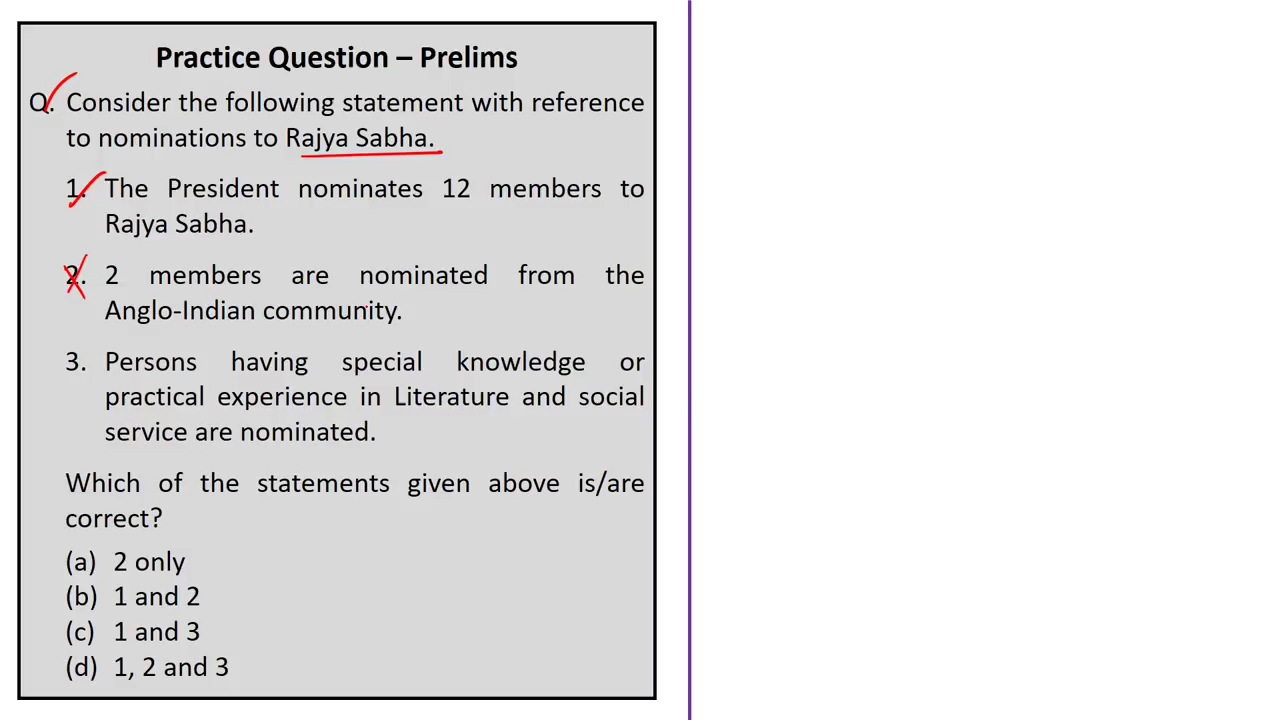 Practice Question – Prelims
Q. Consider the following statement with reference
to nominations to Rajya Sabha.
1. The President nominates 12 members to
Rajya Sabha.
2. 2 members are nominated from the
Anglo-Indian community.
3. Persons having special knowledge or
practical experience in Literature and social
service are nominated.
Which of the statements given above is/are
correct?
(a) 2 only
(b) 1 and 2
(c) 1 and 3
(d) 1, 2 and 3